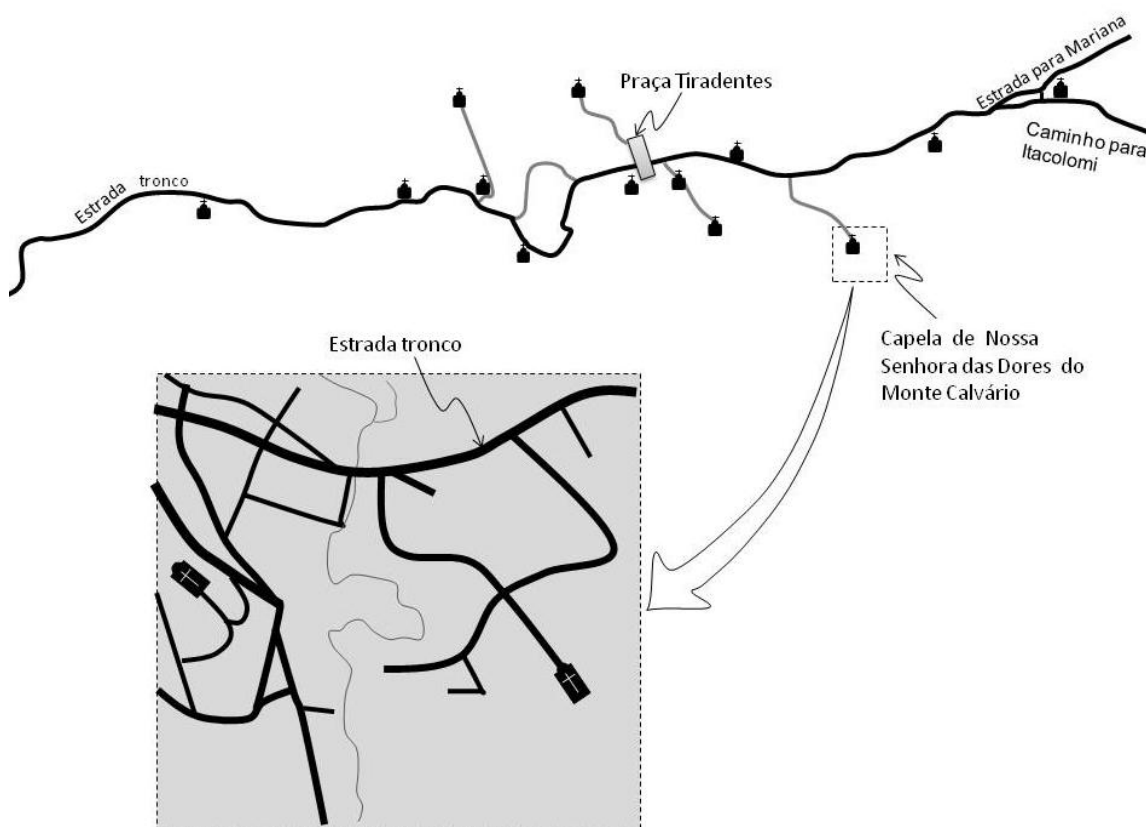 Estrada para Mariana
Praça Tiradentes
Caminho para
Itacolomi
Estrada tronco
Capela de Nossa
Senhora das Dores do
Monte Calvário
Estrada tronco